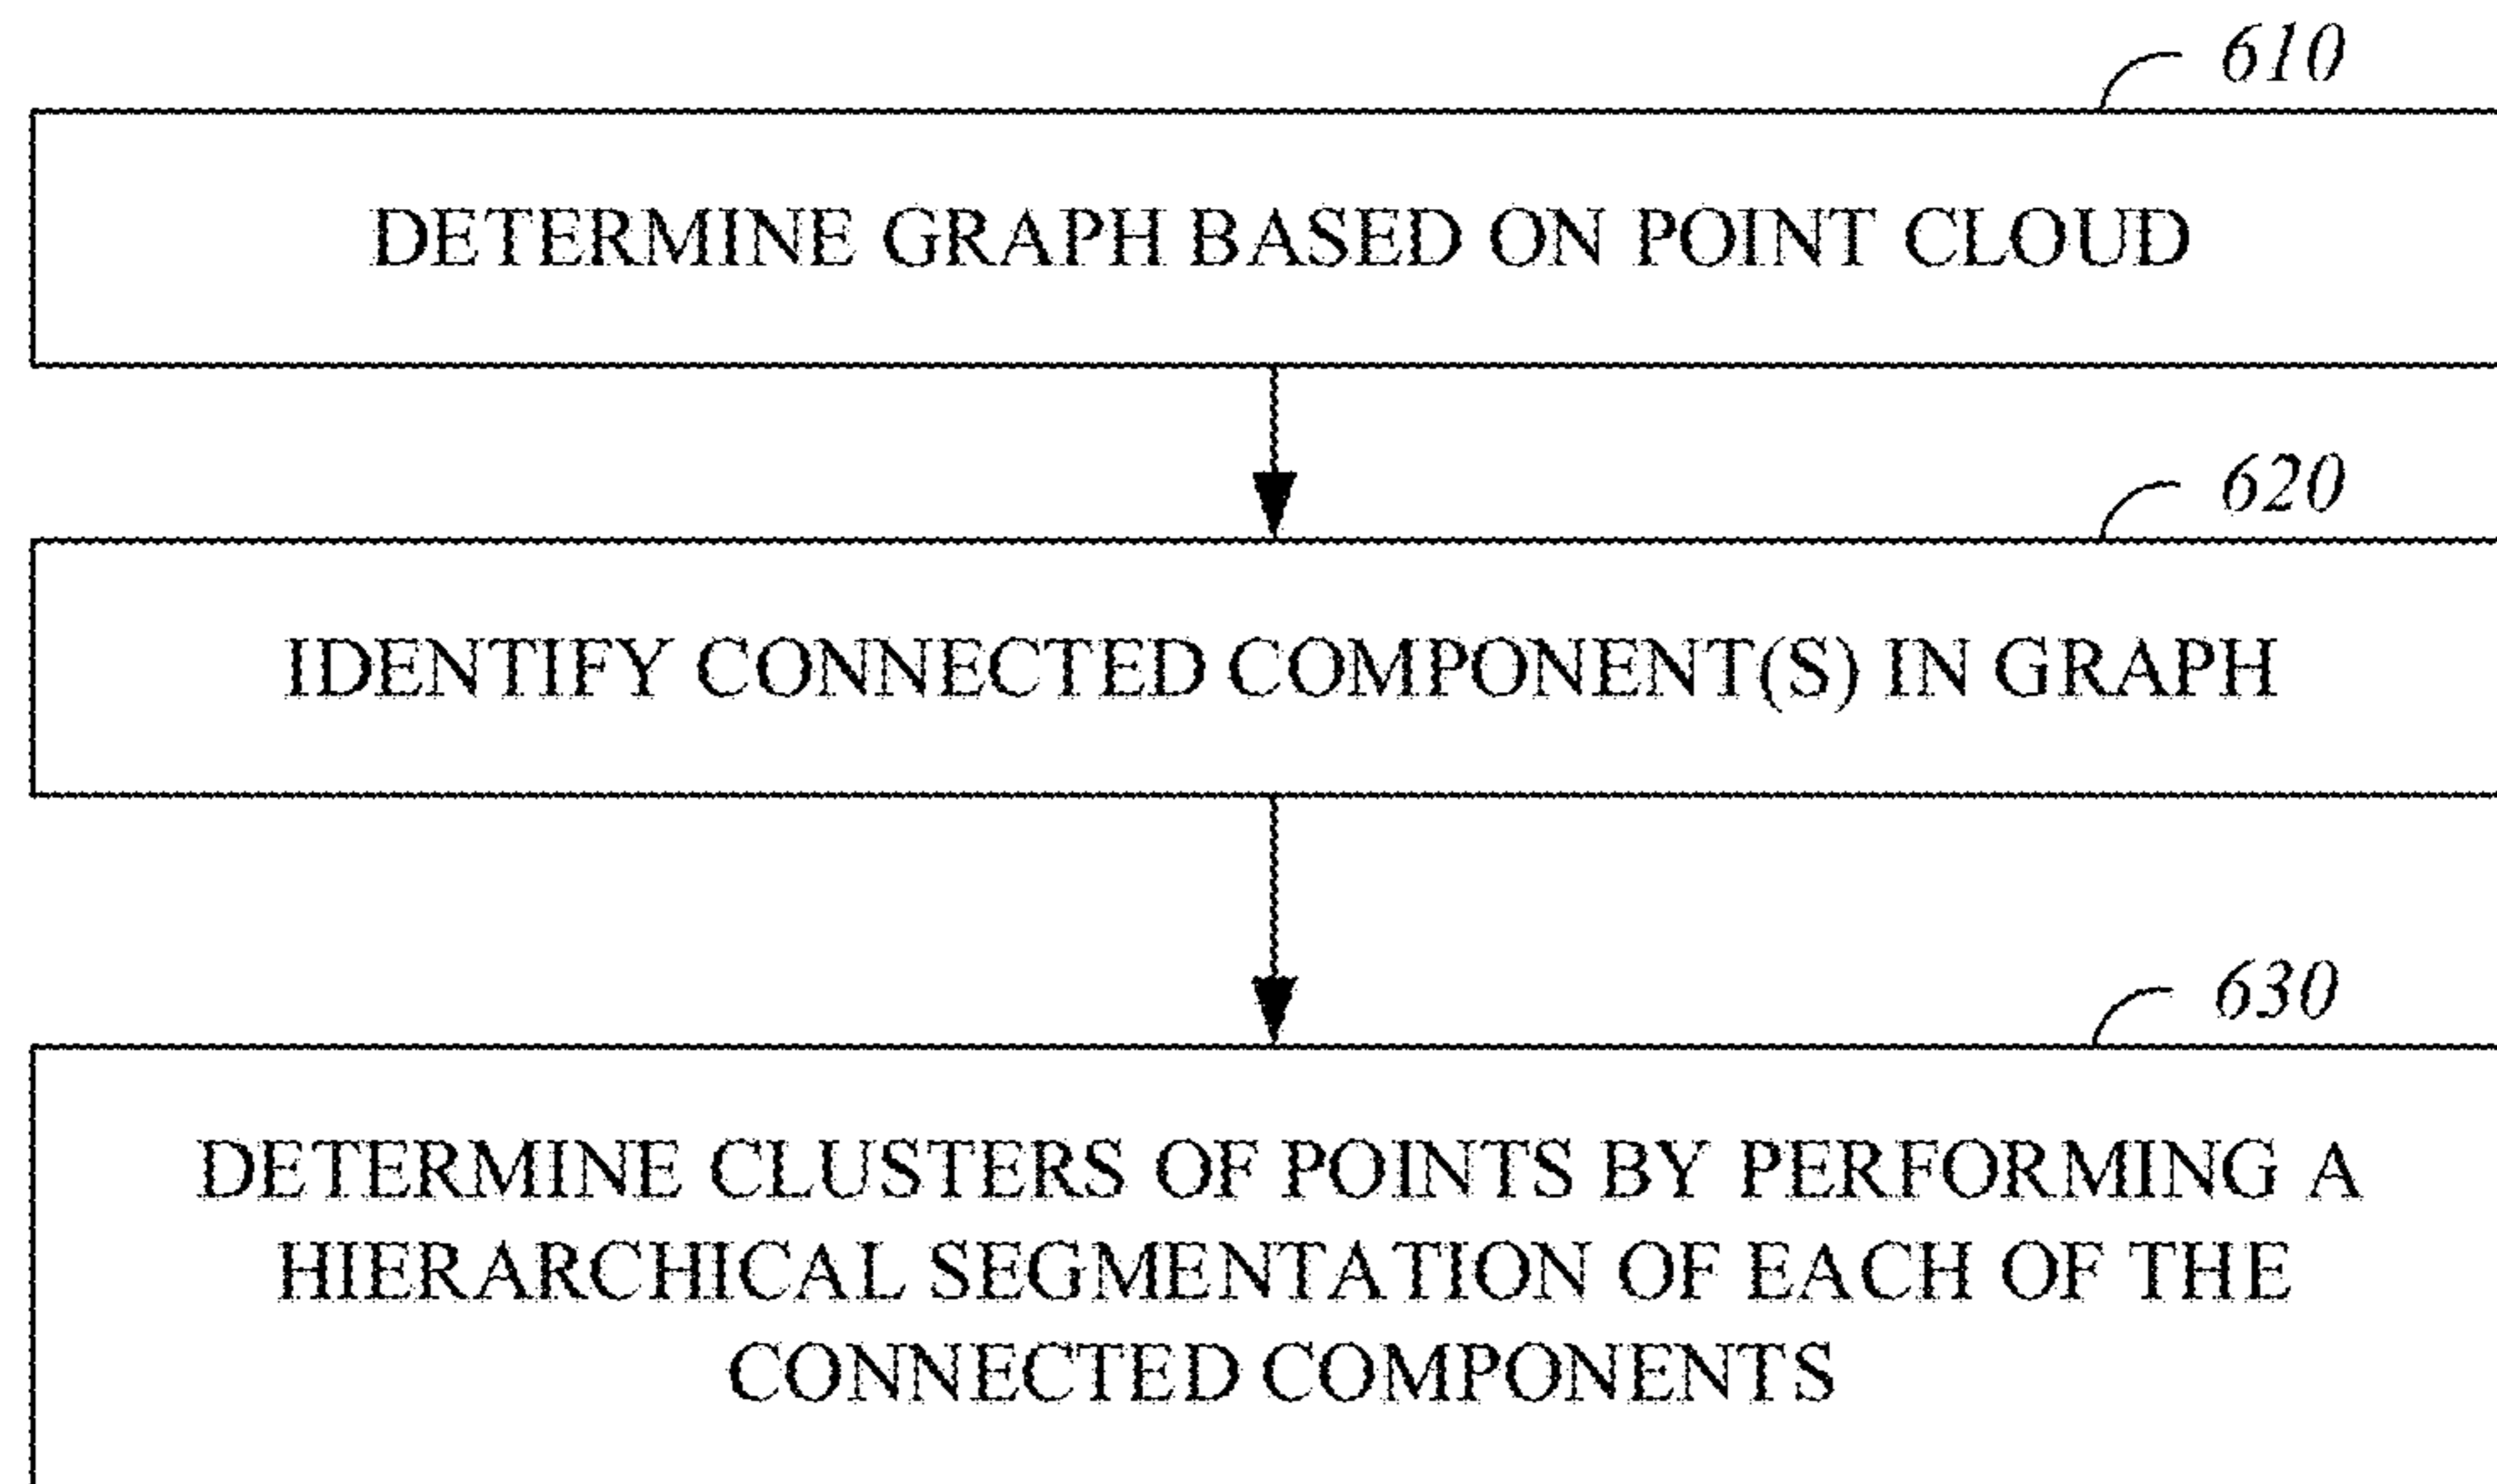 610
DETERMINE GRAPH BASED ON POINT CLOUD
620
IDENTIFY CONNECTED COMPONENT(S) IN GRAPH
630
DETERMINE CLUSTERS OF POINTS BY PERFORMING A
HIERARCHICAL SEGMENTATION OF EACH OF THE
CONNECTED COMPONENTS